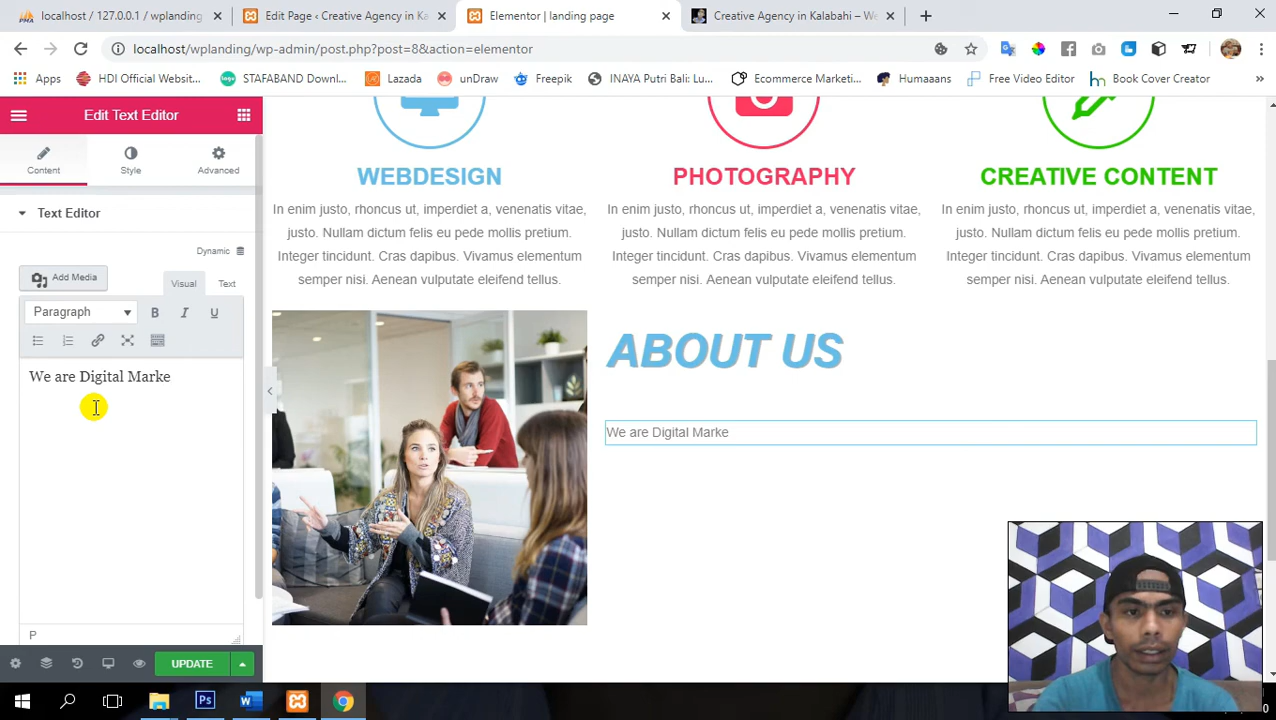 localhost / 127.0.0.1 / wplanding
Edit Page ‹ Creative Agency in Ka
Elementor | landing page
Creative Agency in Kalabahi – We
localhost/wplanding/wp-admin/post.php?post=8&action=elementor
Apps
HDI Official Websit...
STAFABAND Downl...
Lazada
unDraw
Freepik
INAYA Putri Bali: Lu...
Ecommerce Marketi...
Humaaans
Free Video Editor
Book Cover Creator
»
Edit Text Editor
Content
Style
Advanced
Text Editor
Dynamic
Add Media
Visual
Text
Paragraph
B
I
U
We are Digital Marke
P
UPDATE
WEBDESIGN
In enim justo, rhoncus ut, imperdiet a, venenatis vitae,
justo. Nullam dictum felis eu pede mollis pretium.
Integer tincidunt. Cras dapibus. Vivamus elementum
semper nisi. Aenean vulputate eleifend tellus.
PHOTOGRAPHY
In enim justo, rhoncus ut, imperdiet a, venenatis vitae,
justo. Nullam dictum felis eu pede mollis pretium.
Integer tincidunt. Cras dapibus. Vivamus elementum
semper nisi. Aenean vulputate eleifend tellus.
CREATIVE CONTENT
In enim justo, rhoncus ut, imperdiet a, venenatis vitae,
justo. Nullam dictum felis eu pede mollis pretium.
Integer tincidunt. Cras dapibus. Vivamus elementum
semper nisi. Aenean vulputate eleifend tellus.
ABOUT US
We are Digital Marke